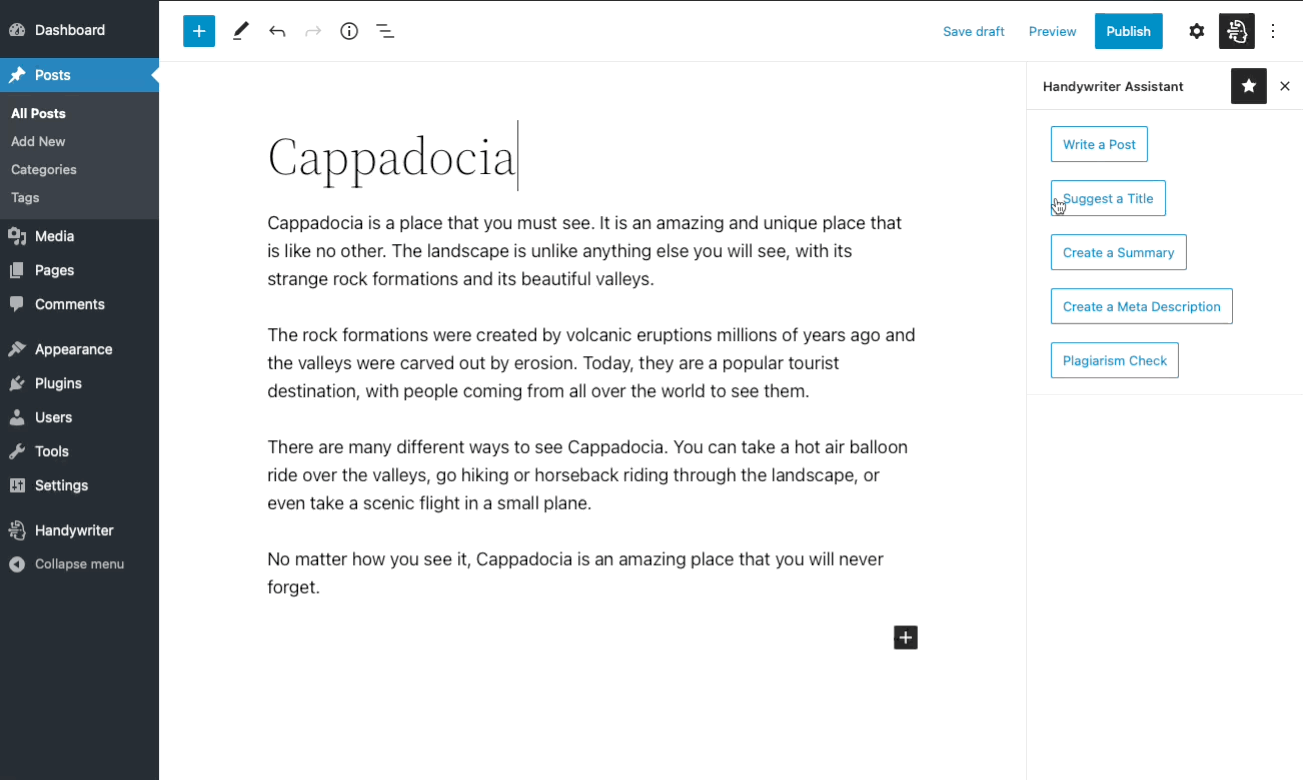 Dashboard
Posts
All Posts
Add New
Categories
Tags
Media
Pages
Comments
Appearance
Plugins
Users
Tools
Settings
Handywriter
Collapse menu
Save draft
Preview
Publish
Cappadocia
Cappadocia is a place that you must see. It is an amazing and unique place that
is like no other. The landscape is unlike anything else you will see, with its
strange rock formations and its beautiful valleys.
The rock formations were created by volcanic eruptions millions of years ago and
the valleys were carved out by erosion. Today, they are a popular tourist
destination, with people coming from all over the world to see them.
There are many different ways to see Cappadocia. You can take a hot air balloon
ride over the valleys, go hiking or horseback riding through the landscape, or
even take a scenic flight in a small plane.
No matter how you see it, Cappadocia is an amazing place that you will never
forget.
Handywriter Assistant
Write a Post
Suggest a Title
Create a Summary
Create a Meta Description
Plagiarism Check